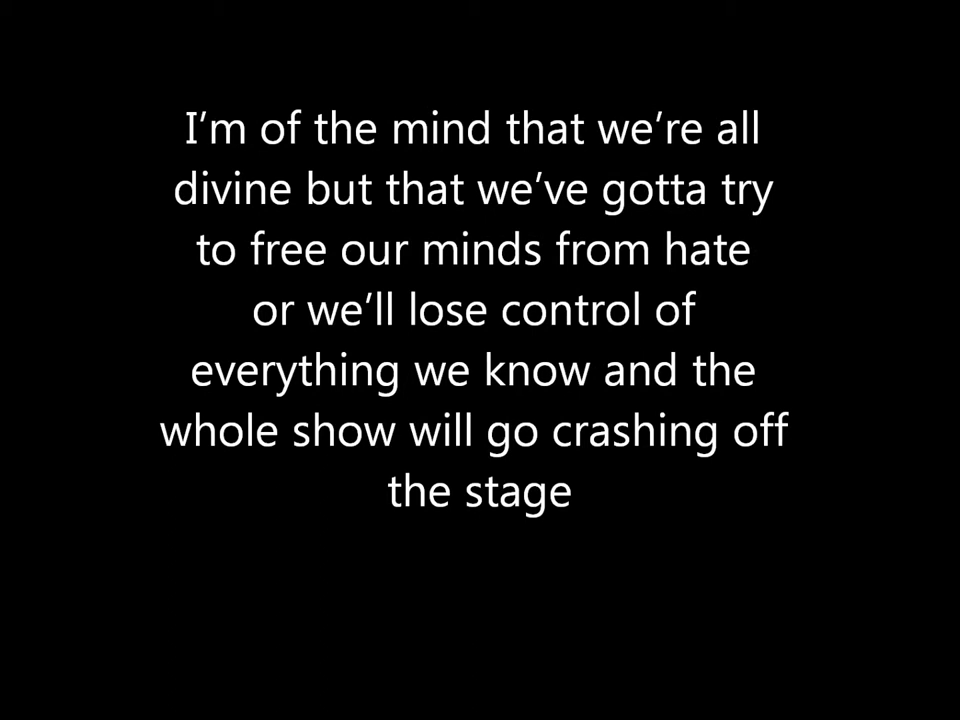 I’m of the mind that we’re all
divine but that we’ve gotta try
to free our minds from hate
or we’ll lose control of
everything we know and the
whole show will go crashing off
the stage